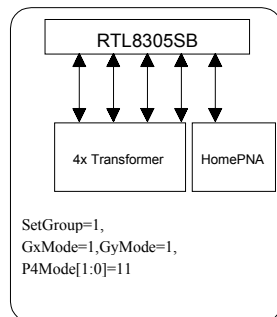 RTL8305SB
4x Transformer
HomePNA
SetGroup=1,
GxMode=1,GyMode=1,
P4Mode[1:0]=11